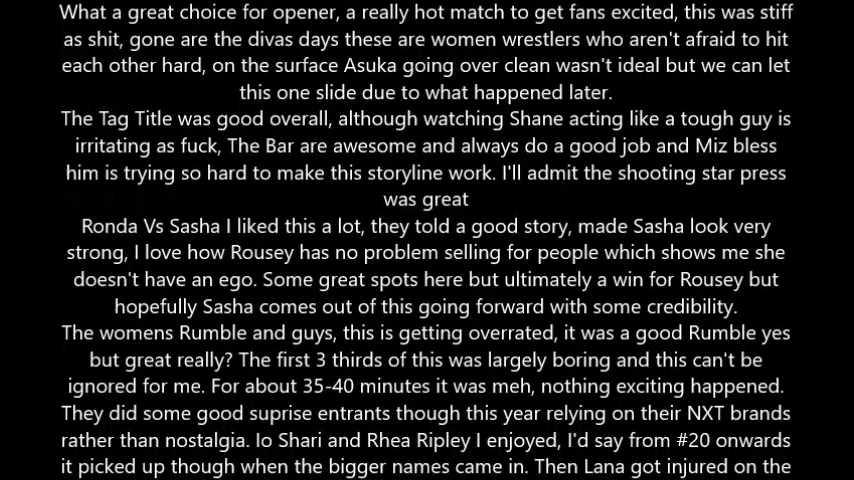 What a great choice for opener, a really hot match to get fans excited, this was stiff
as shit, gone are the divas days these are women wrestlers who aren't afraid to hit
each other hard, on the surface Asuka going over clean wasn't ideal but we can let
this one slide due to what happened later.
The Tag Title was good overall, although watching Shane acting like a tough guy is
irritating as fuck, The Bar are awesome and always do a good job and Miz bless
him is trying so hard to make this storyline work. I'll admit the shooting star press
was great
Ronda Vs Sasha I liked this a lot, they told a good story, made Sasha look very
strong, I love how Rousey has no problem selling for people which shows me she
doesn't have an ego. Some great spots here but ultimately a win for Rousey but
hopefully Sasha comes out of this going forward with some credibility.
The womens Rumble and guys, this is getting overrated, it was a good Rumble yes
but great really? The first 3 thirds of this was largely boring and this can't be
ignored for me. For about 35-40 minutes it was meh, nothing exciting happened.
They did some good suprise entrants though this year relying on their NXT brands
rather than nostalgia. Io Shari and Rhea Ripley I enjoyed, I'd say from #20 onwards
it picked up though when the bigger names came in. Then Lana got injured on the